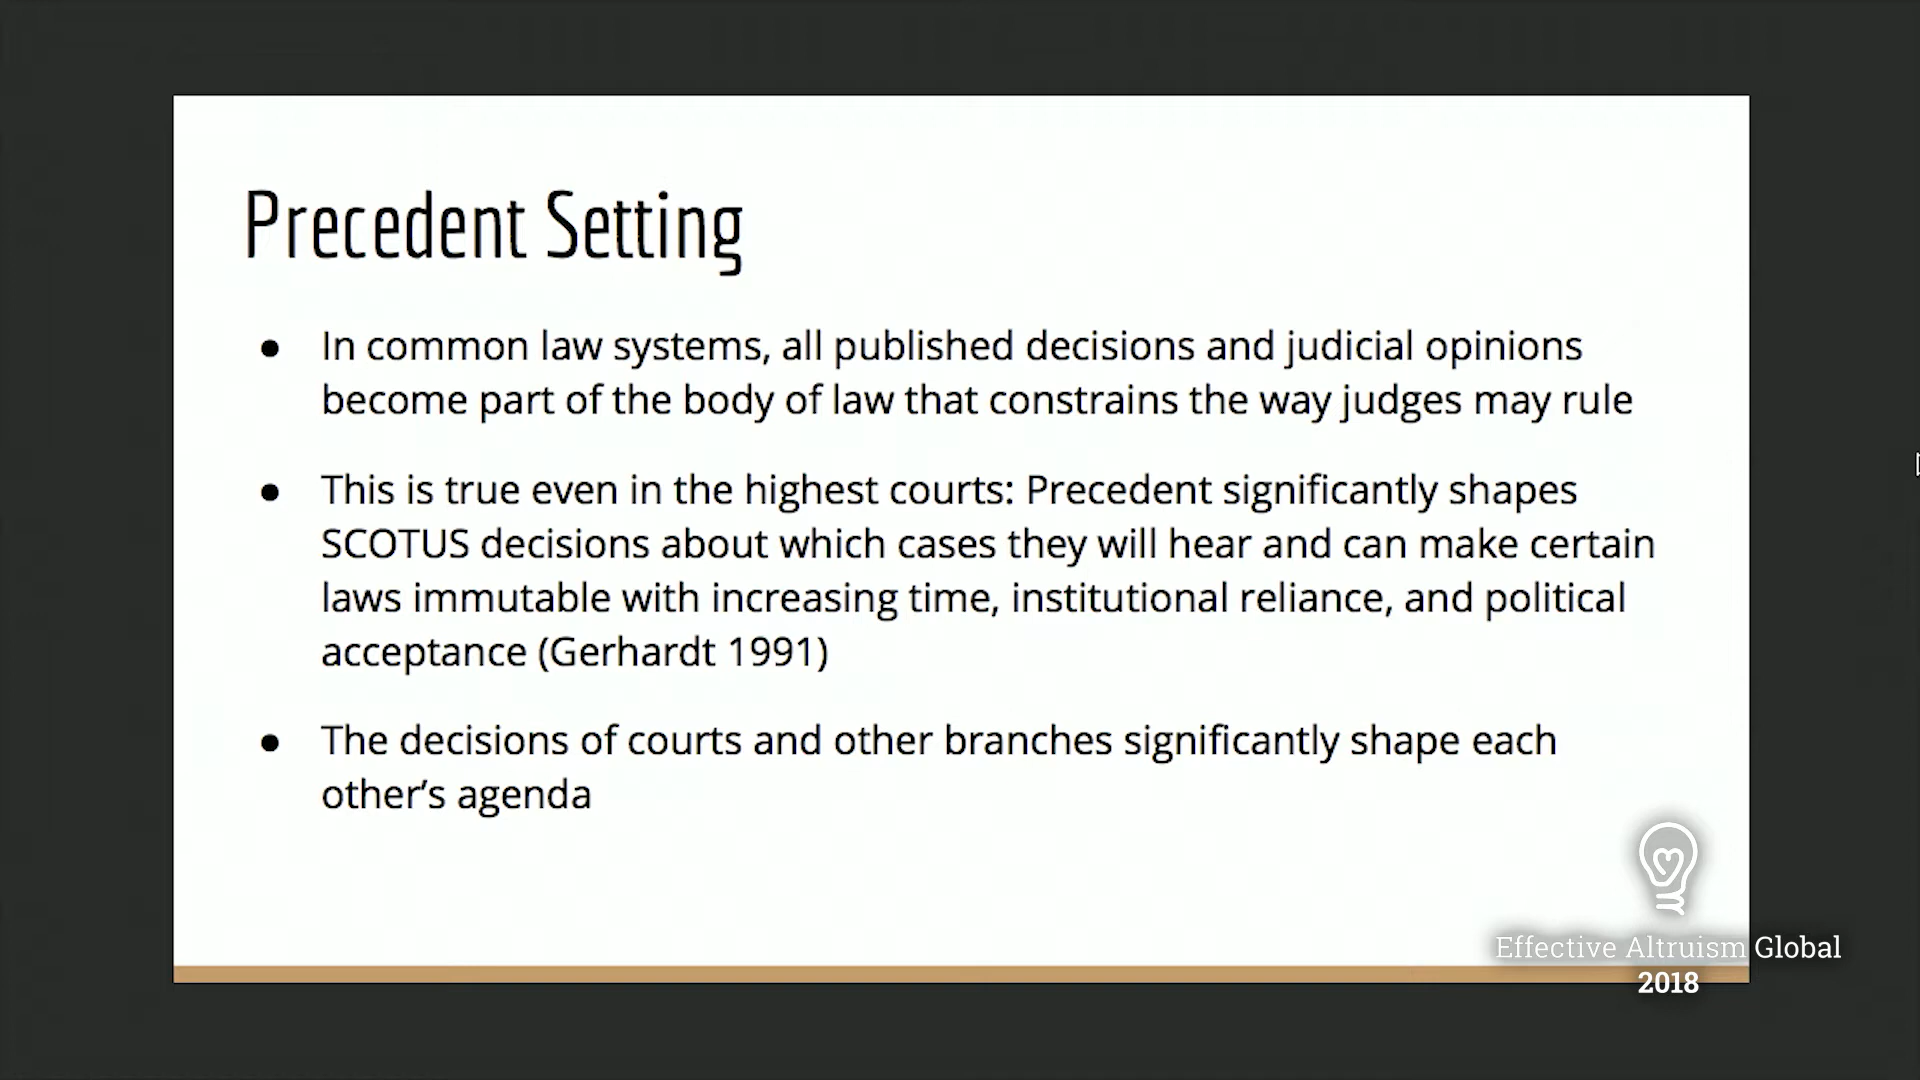 Precedent Setting
● In common law systems, all published decisions and judicial opinions
become part of the body of law that constrains the way judges may rule
● This is true even in the highest courts: Precedent significantly shapes
SCOTUS decisions about which cases they will hear and can make certain
laws immutable with increasing time, institutional reliance, and political
acceptance (Gerhardt 1991)
● The decisions of courts and other branches significantly shape each
other’s agenda
Effective Altruism Global
2018